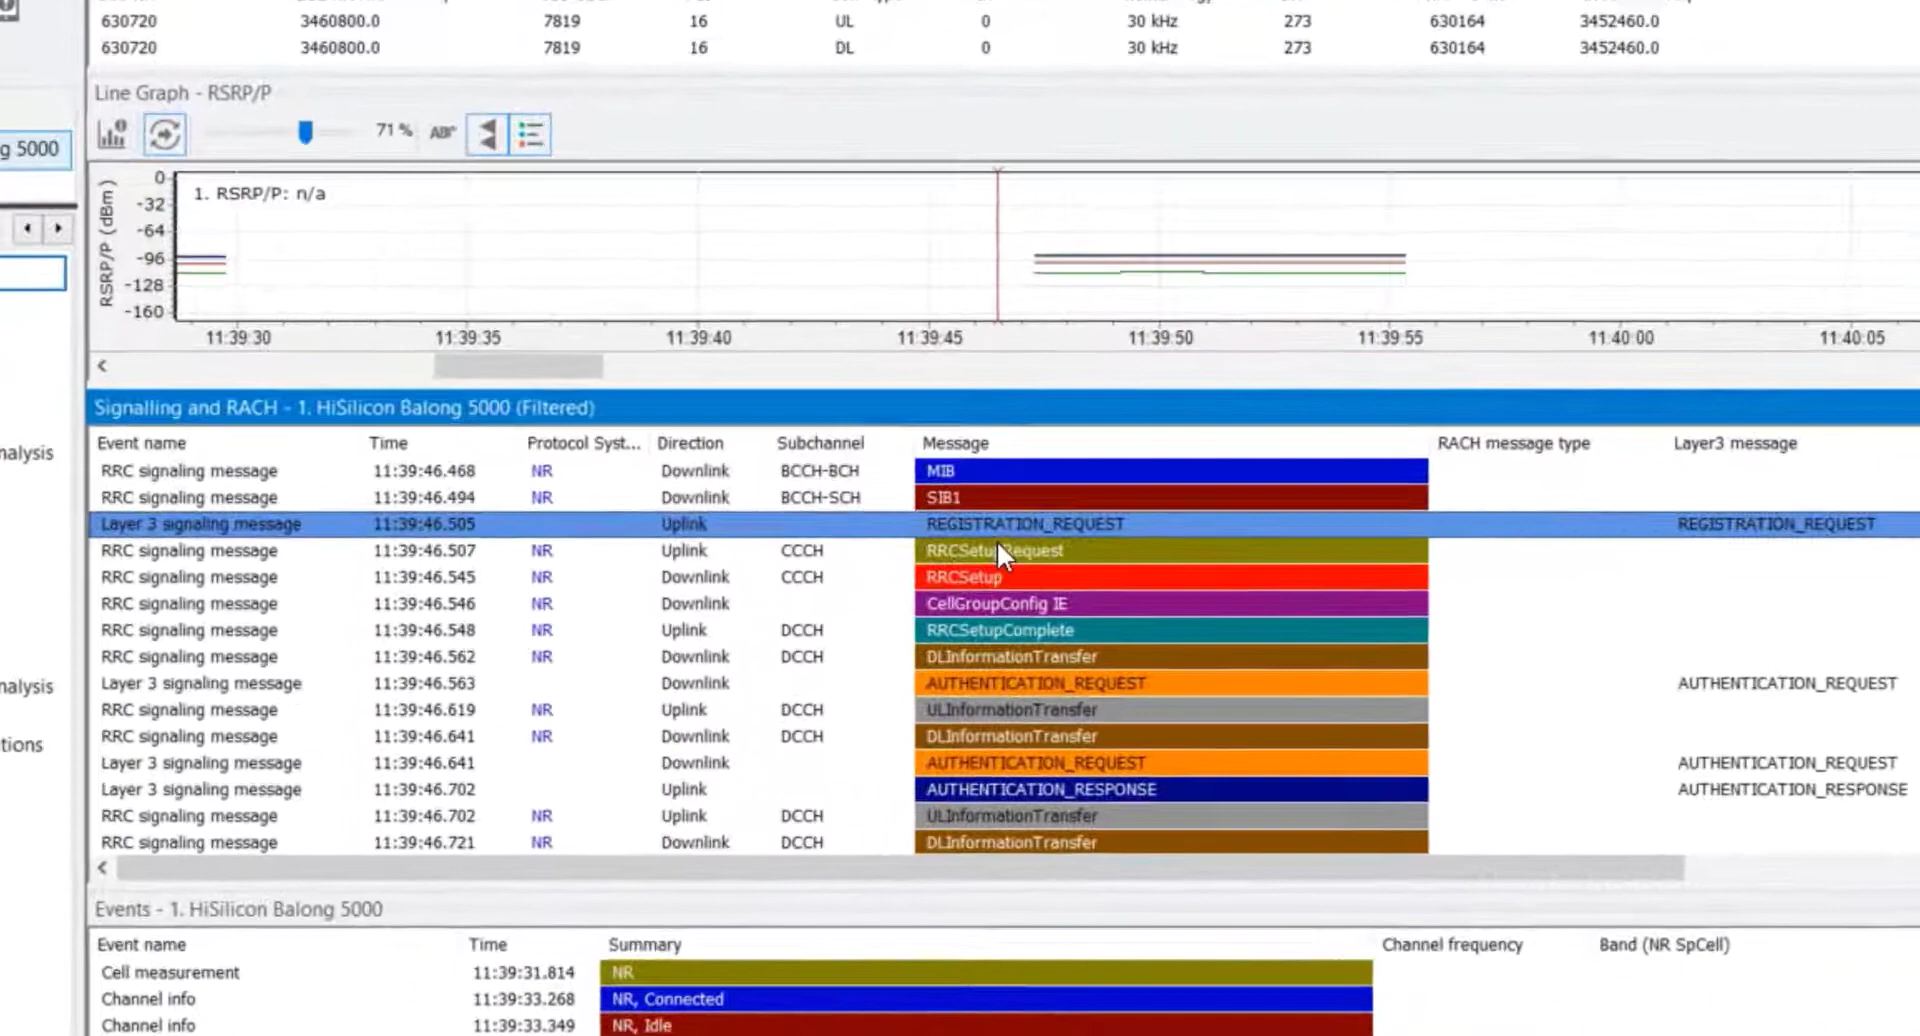 630720 3460800.0 7819 16 UL 0 30 kHz 273 630164 3452460.0
630720 3460800.0 7819 16 DL 0 30 kHz 273 630164 3452460.0
Line Graph - RSRP/P
g 5000
71 %
1. RSRP/P: n/a
RSRP/P (dBm)
0
-32
-64
-96
-128
-160
11:39:30 11:39:35 11:39:40 11:39:45 11:39:50 11:39:55 11:40:00 11:40:05
Signalling and RACH - 1. HiSilicon Balong 5000 (Filtered)
Event name Time Protocol Syst... Direction Subchannel Message RACH message type Layer3 message
RRC signaling message 11:39:46.468 NR Downlink BCCH-BCH MIB
RRC signaling message 11:39:46.494 NR Downlink BCCH-SCH SIB1
Layer 3 signaling message 11:39:46.505 Uplink REGISTRATION_REQUEST REGISTRATION_REQUEST
RRC signaling message 11:39:46.507 NR Uplink CCCH RRCSetupRequest
RRC signaling message 11:39:46.545 NR Downlink CCCH RRCSetup
RRC signaling message 11:39:46.546 NR Downlink CellGroupConfig IE
RRC signaling message 11:39:46.548 NR Uplink DCCH RRCSetupComplete
RRC signaling message 11:39:46.562 NR Downlink DCCH DLInformationTransfer
Layer 3 signaling message 11:39:46.563 Downlink AUTHENTICATION_REQUEST AUTHENTICATION_REQUEST
RRC signaling message 11:39:46.619 NR Uplink DCCH ULInformationTransfer
RRC signaling message 11:39:46.641 NR Downlink DCCH DLInformationTransfer
Layer 3 signaling message 11:39:46.641 Downlink AUTHENTICATION_REQUEST AUTHENTICATION_REQUEST
Layer 3 signaling message 11:39:46.702 Uplink AUTHENTICATION_RESPONSE AUTHENTICATION_RESPONSE
RRC signaling message 11:39:46.702 NR Uplink DCCH ULInformationTransfer
RRC signaling message 11:39:46.721 NR Downlink DCCH DLInformationTransfer
nalysis
nalysis
tions
Events - 1. HiSilicon Balong 5000
Event name Time Summary Channel frequency Band (NR SpCell)
Cell measurement 11:39:31.814 NR
Channel info 11:39:33.268 NR, Connected
Channel info 11:39:33.349 NR, Idle